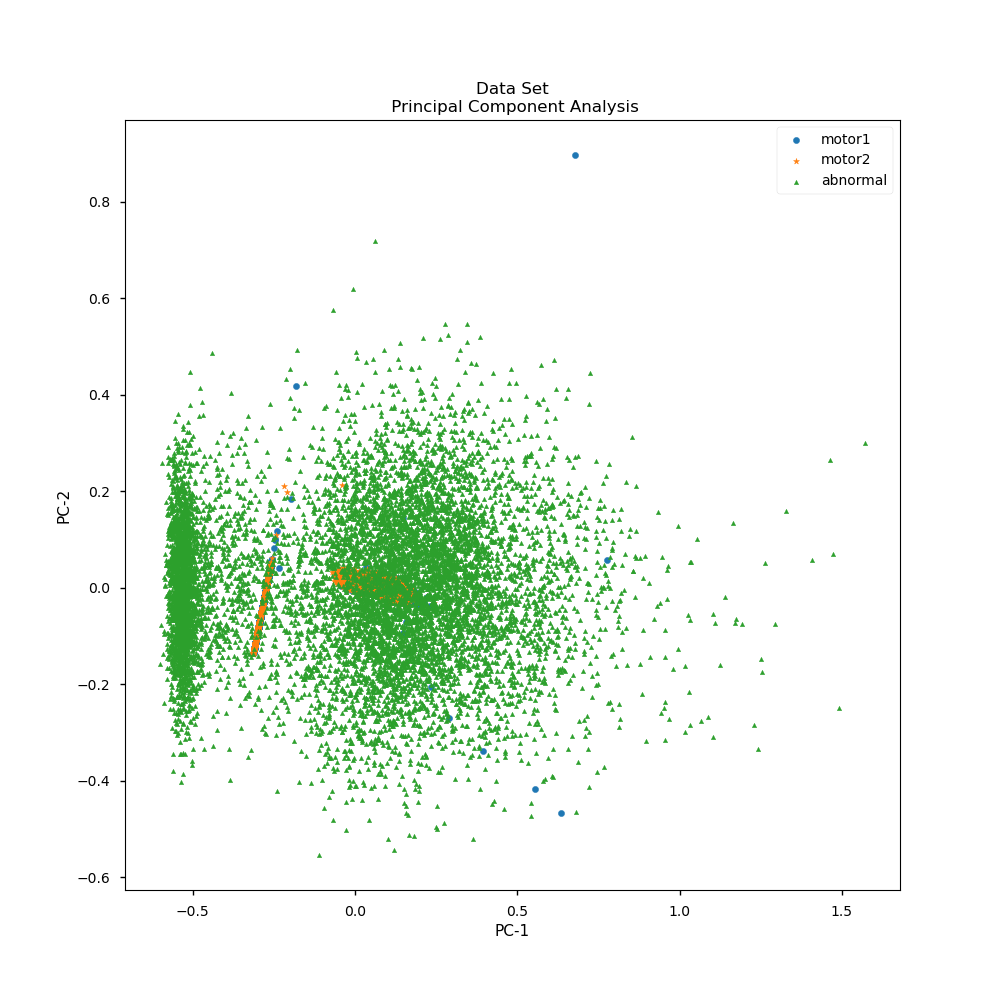 Data Set
Principal Component Analysis
motor1
motor2
abnormal
0.8
0.6
0.4
0.2
0.0
−0.2
−0.4
−0.6
PC-2
−0.5
0.0
0.5
1.0
1.5
PC-1